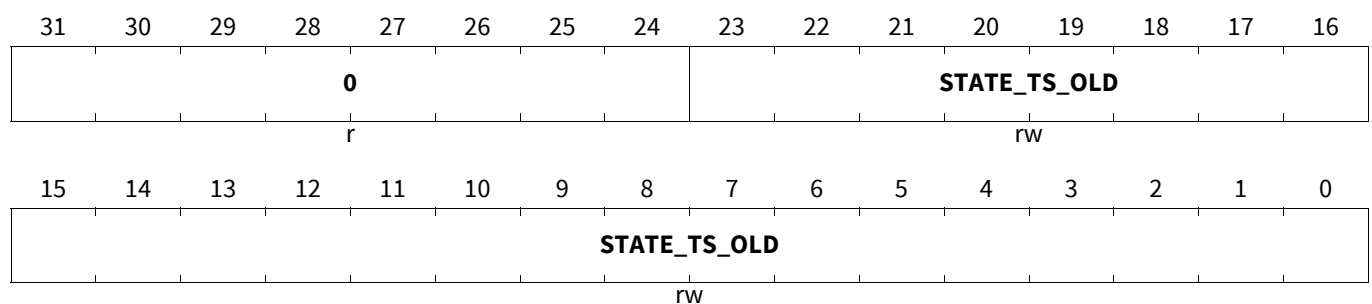 31 30 29 28 27 26 25 24 23 22 21 20 19 18 17 16
0 STATE_TS_OLD
r rw
15 14 13 12 11 10 9 8 7 6 5 4 3 2 1 0
STATE_TS_OLD
rw